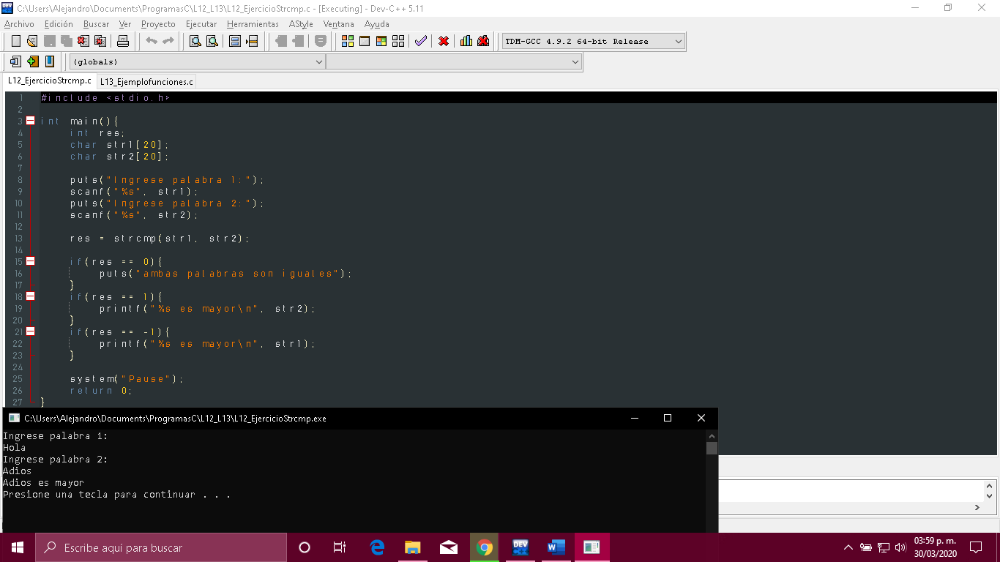 C:\Users\Alejandro\Documents\ProgramasC\L12_L13\L12_EjercicioStrcmp.c - [Executing] - Dev-C++ 5.11
Archivo Edición Buscar Ver Proyecto Ejecutar Herramientas AStyle Ventana Ayuda
TDM-GCC 4.9.2 64-bit Release
(globals)
L12_EjercicioStrcmp.c L13_Ejemplofunciones.c
1 #include <stdio.h>
2
3 int main(){
4 int res;
5 char str1[20];
6 char str2[20];
7
8 puts("Ingrese palabra 1:");
9 scanf("%s", str1);
10 puts("Ingrese palabra 2:");
11 scanf("%s", str2);
12
13 res = strcmp(str1, str2);
14
15 if(res == 0){
16 puts("ambas palabras son iguales");
17 }
18 if(res == 1){
19 printf("%s es mayor\n", str2);
20 }
21 if(res == -1){
22 printf("%s es mayor\n", str1);
23 }
24
25 system("Pause");
26 return 0;
27 }
C:\Users\Alejandro\Documents\ProgramasC\L12_L13\L12_EjercicioStrcmp.exe
Ingrese palabra 1:
Hola
Ingrese palabra 2:
Adios
Adios es mayor
Presione una tecla para continuar . . .
Escribe aquí para buscar
03:59 p. m.
30/03/2020